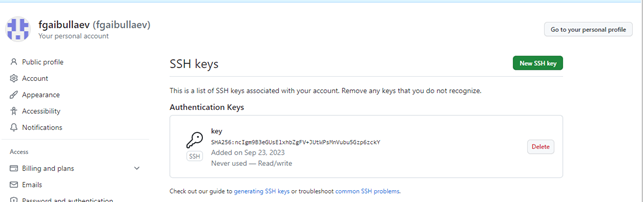 fgaibullaev (fgaibullaev)
Your personal account
Go to your personal profile
Public profile
Account
Appearance
Accessibility
Notifications
Access
Billing and plans
Emails
Password and authentication
SSH keys
New SSH key
This is a list of SSH keys associated with your account. Remove any keys that you do not recognize.
Authentication Keys
key
Added on Sep 23, 2023
Never used — Read/write
SSH
Delete
Check out our guide to generating SSH keys or troubleshoot common SSH problems.